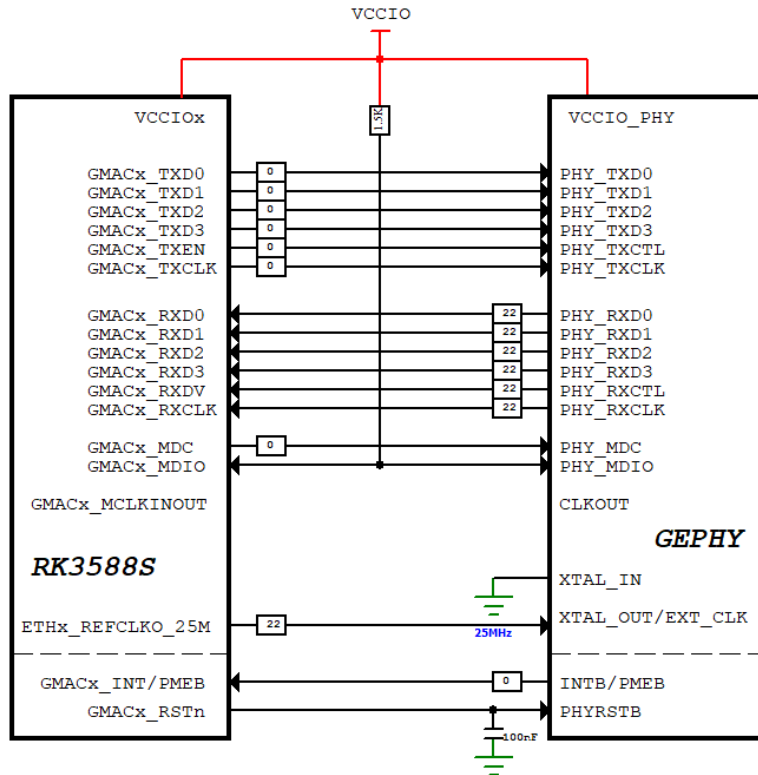 VCCIO
VCCIOx
VCCIO_PHY
1.5K
GMACx_TXD0 0 PHY_TXD0
GMACx_TXD1 0 PHY_TXD1
GMACx_TXD2 0 PHY_TXD2
GMACx_TXD3 0 PHY_TXD3
GMACx_TXEN 0 PHY_TXCTL
GMACx_TXCLK 0 PHY_TXCLK
GMACx_RXD0 22 PHY_RXD0
GMACx_RXD1 22 PHY_RXD1
GMACx_RXD2 22 PHY_RXD2
GMACx_RXD3 22 PHY_RXD3
GMACx_RXDV 22 PHY_RXCTL
GMACx_RXCLK 22 PHY_RXCLK
GMACx_MDC 0 PHY_MDC
GMACx_MDIO PHY_MDIO
GMACx_MCLKINOUT CLKOUT
GEPHY
RK3588S
XTAL_IN
ETHx_REFCLKO_25M 22 25MHz XTAL_OUT/EXT_CLK
GMACx_INT/PMEB 0 INTB/PMEB
GMACx_RSTn PHYRSTB
100nF